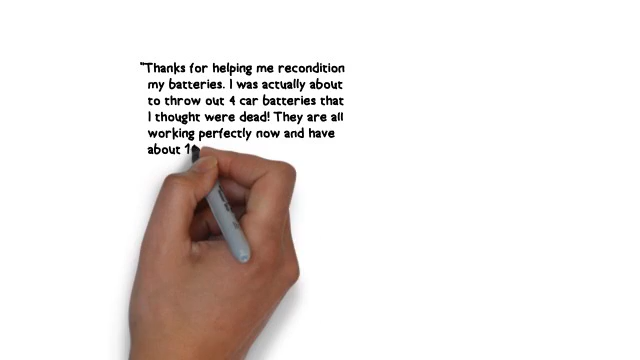 "Thanks for helping me recondition
my batteries. I was actually about
to throw out 4 car batteries that
I thought were dead! They are all
working perfectly now and have
about